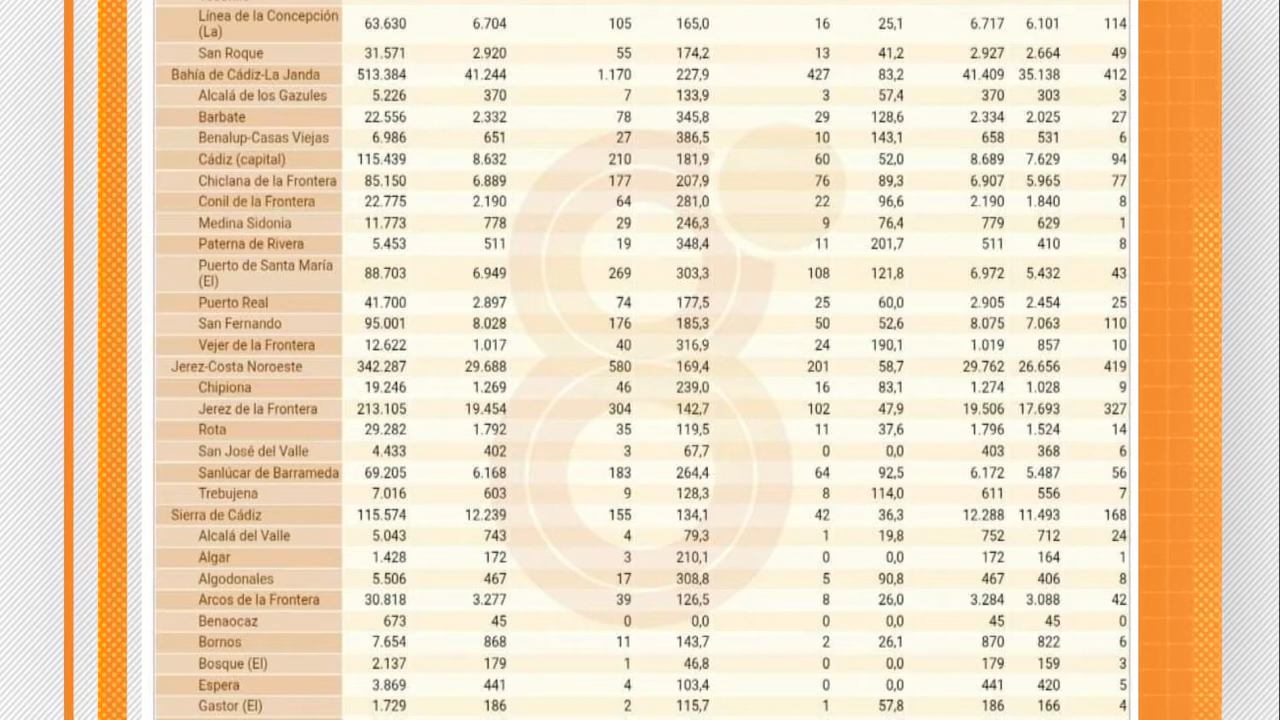 Línea de la Concepción (La) 63.630 6.704 105 165,0 16 25,1 6.717 6.101 114
San Roque 31.571 2.920 55 174,2 13 41,2 2.927 2.664 49
Bahía de Cádiz-La Janda 513.384 41.244 1.170 227,9 427 83,2 41.409 35.138 412
Alcalá de los Gazules 5.226 370 7 133,9 3 57,4 370 303 3
Barbate 22.556 2.332 78 345,8 29 128,6 2.334 2.025 27
Benalup-Casas Viejas 6.986 651 27 386,5 10 143,1 658 531 6
Cádiz (capital) 115.439 8.632 210 181,9 60 52,0 8.689 7.629 94
Chiclana de la Frontera 85.150 6.889 177 207,9 76 89,3 6.907 5.965 77
Conil de la Frontera 22.775 2.190 64 281,0 22 96,6 2.190 1.840 8
Medina Sidonia 11.773 778 29 246,3 9 76,4 779 629 1
Paterna de Rivera 5.453 511 19 348,4 11 201,7 511 410 8
Puerto de Santa María (El) 88.703 6.949 269 303,3 108 121,8 6.972 5.432 43
Puerto Real 41.700 2.897 74 177,5 25 60,0 2.905 2.454 25
San Fernando 95.001 8.028 176 185,3 50 52,6 8.075 7.063 110
Vejer de la Frontera 12.622 1.017 40 316,9 24 190,1 1.019 857 10
Jerez-Costa Noroeste 342.287 29.688 580 169,4 201 58,7 29.762 26.656 419
Chipiona 19.246 1.269 46 239,0 16 83,1 1.274 1.028 9
Jerez de la Frontera 213.105 19.454 304 142,7 102 47,9 19.506 17.693 327
Rota 29.282 1.792 35 119,5 11 37,6 1.796 1.524 14
San José del Valle 4.433 402 3 67,7 0 0,0 403 368 6
Sanlúcar de Barrameda 69.205 6.168 183 264,4 64 92,5 6.172 5.487 56
Trebujena 7.016 603 9 128,3 8 114,0 611 556 7
Sierra de Cádiz 115.574 12.239 155 134,1 42 36,3 12.288 11.493 168
Alcalá del Valle 5.043 743 4 79,3 1 19,8 752 712 24
Algar 1.428 172 3 210,1 0 0,0 172 164 1
Algodonales 5.506 467 17 308,8 5 90,8 467 406 8
Arcos de la Frontera 30.818 3.277 39 126,5 8 26,0 3.284 3.088 42
Benaocaz 673 45 0 0,0 0 0,0 45 45 0
Bornos 7.654 868 11 143,7 2 26,1 870 822 6
Bosque (El) 2.137 179 1 46,8 0 0,0 179 159 3
Espera 3.869 441 4 103,4 0 0,0 441 420 5
Gastor (El) 1.729 186 2 115,7 1 57,8 186 166 4